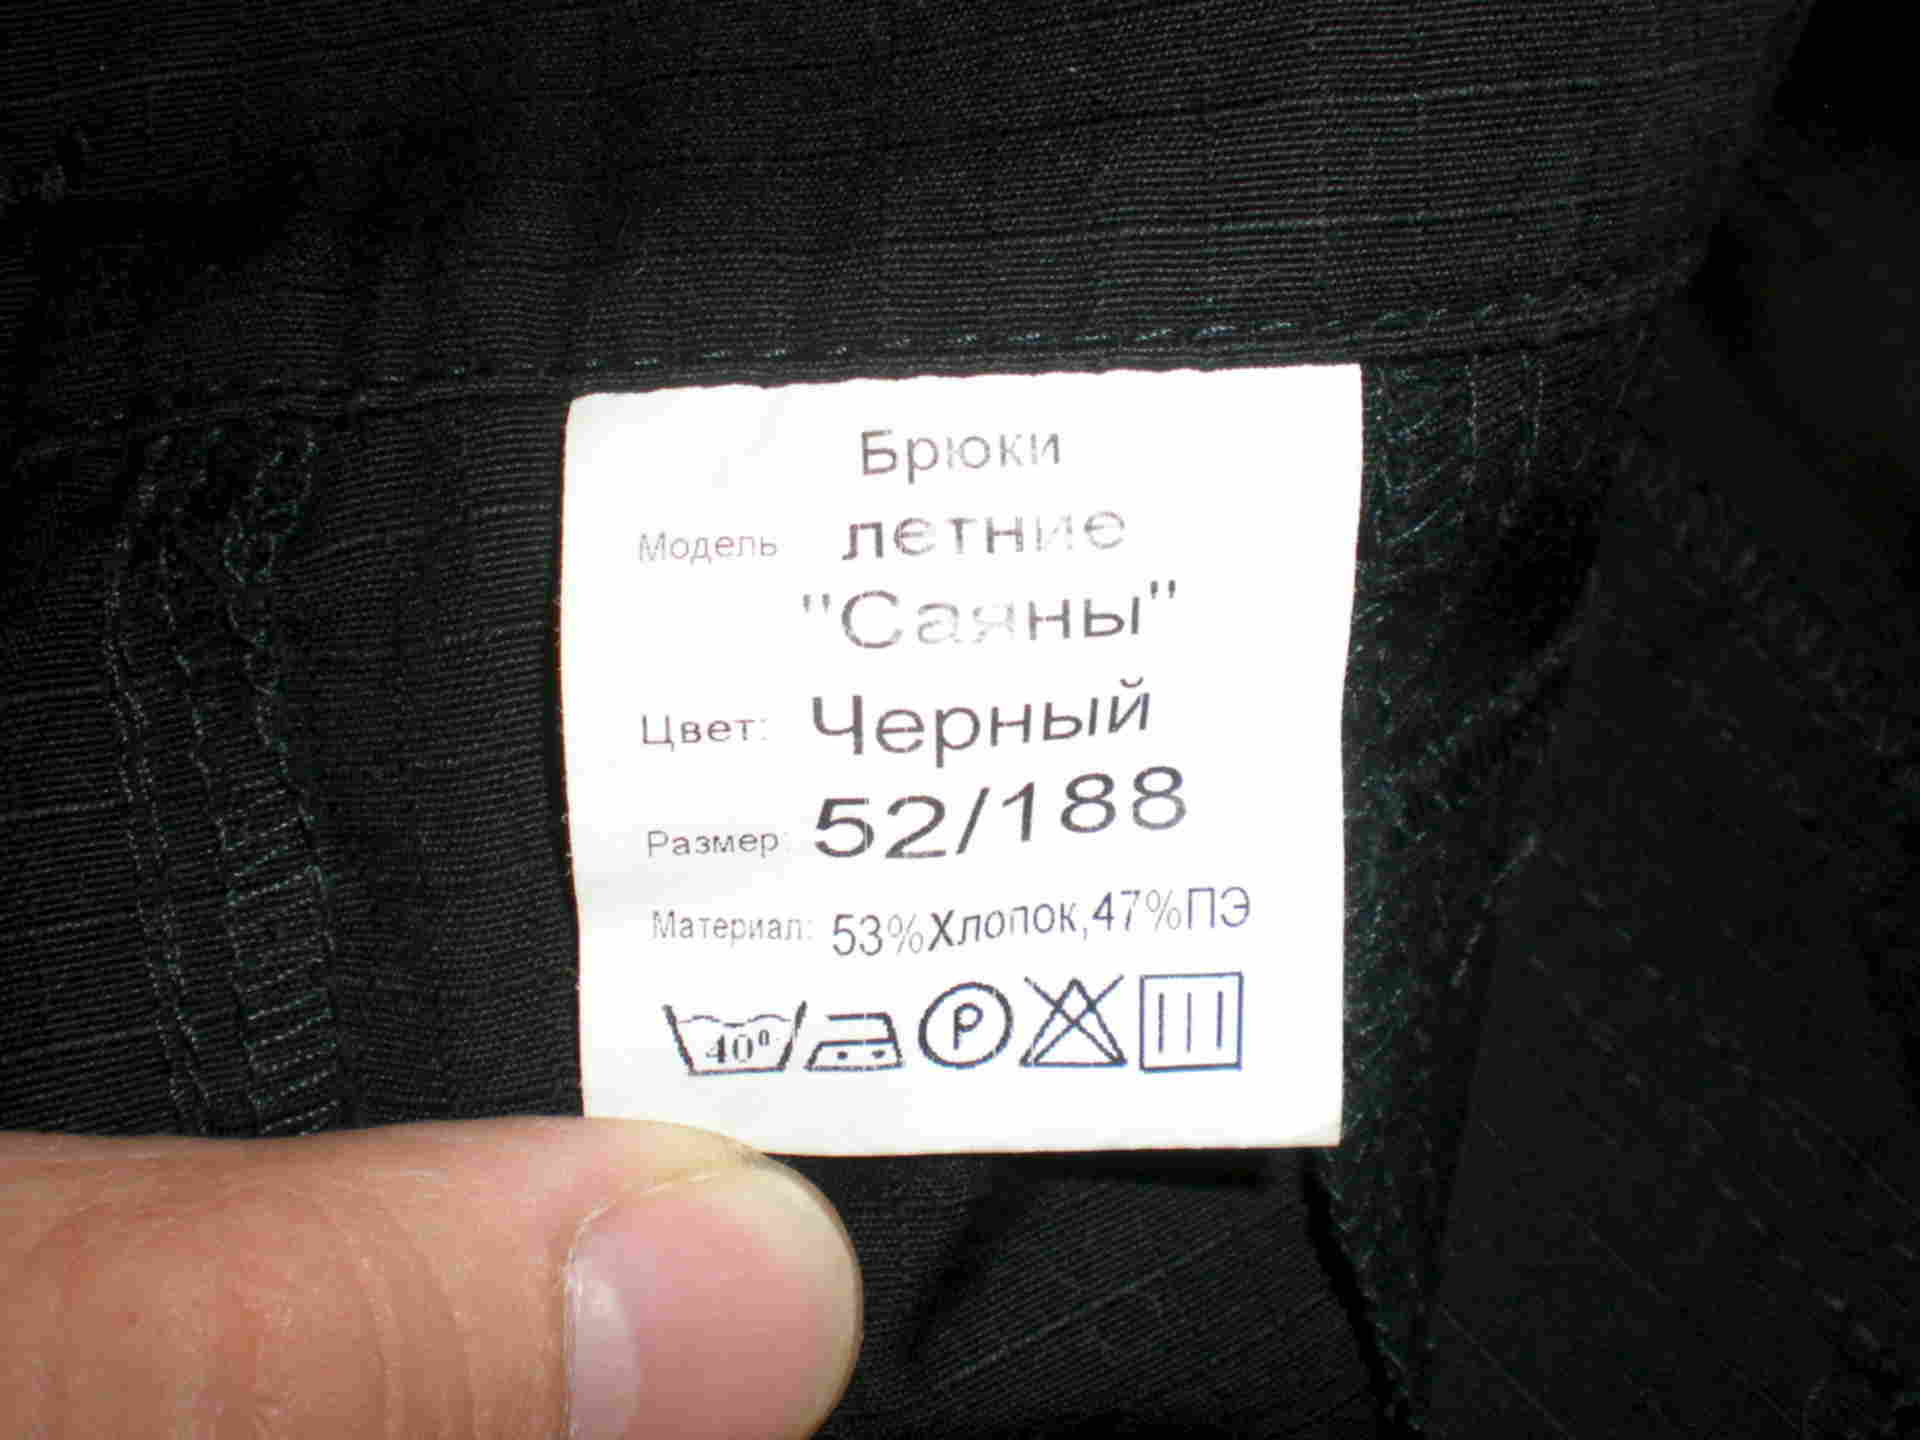 Брюки
Модель летние
"Саяны"
Цвет: Черный
Размер: 52/188
Материал: 53%Хлопок,47%ПЭ
40° P